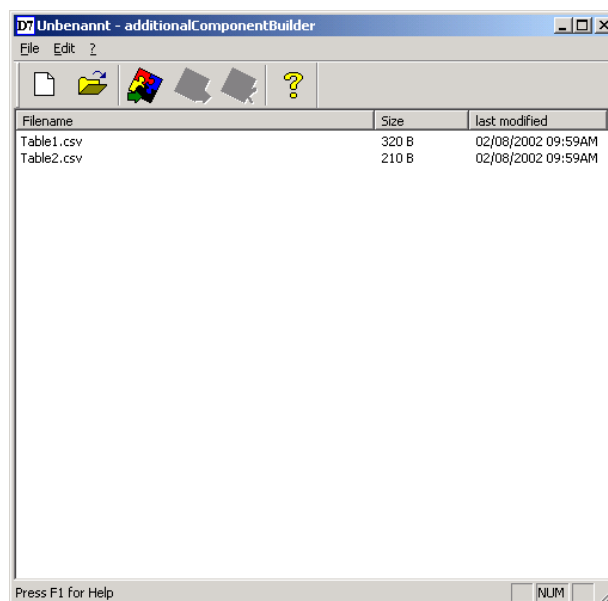 D7 Unbenannt - additionalComponentBuilder
File Edit ?
Filename Size last modified
Table1.csv 320 B 02/08/2002 09:59AM
Table2.csv 210 B 02/08/2002 09:59AM
Press F1 for Help NUM